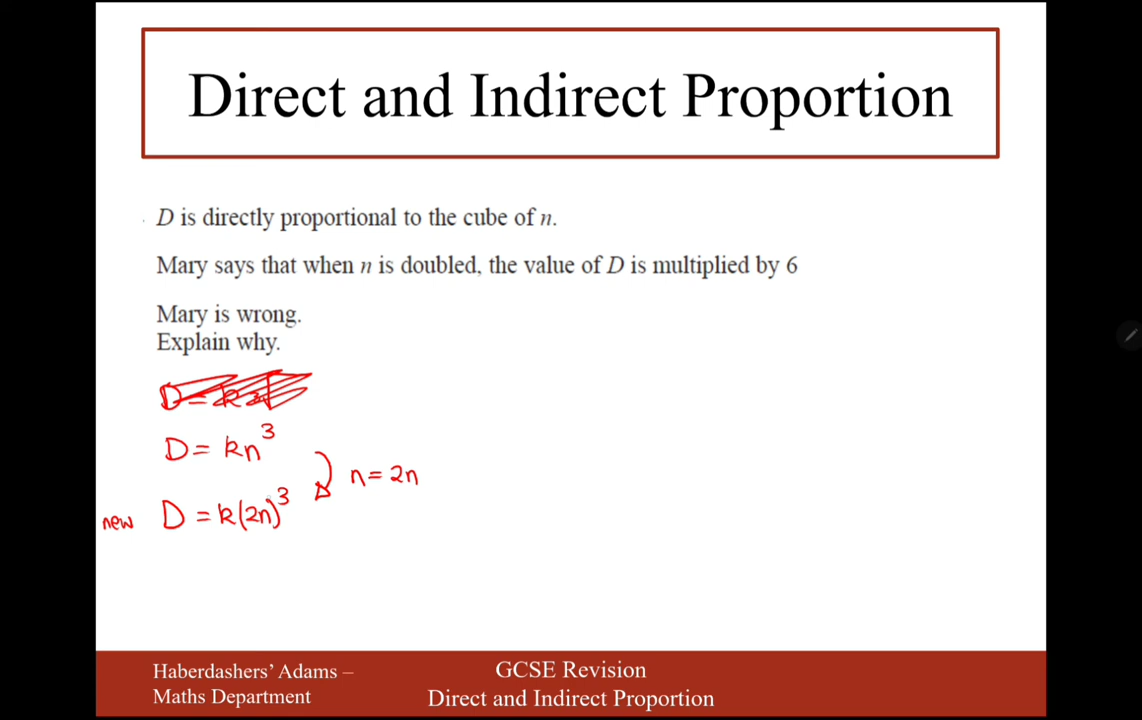 Direct and Indirect Proportion
D is directly proportional to the cube of n.
Mary says that when n is doubled, the value of D is multiplied by 6
Mary is wrong.
Explain why.
D = kn³
n = 2n
new D = k(2n)³
Haberdashers’ Adams –
Maths Department
GCSE Revision
Direct and Indirect Proportion